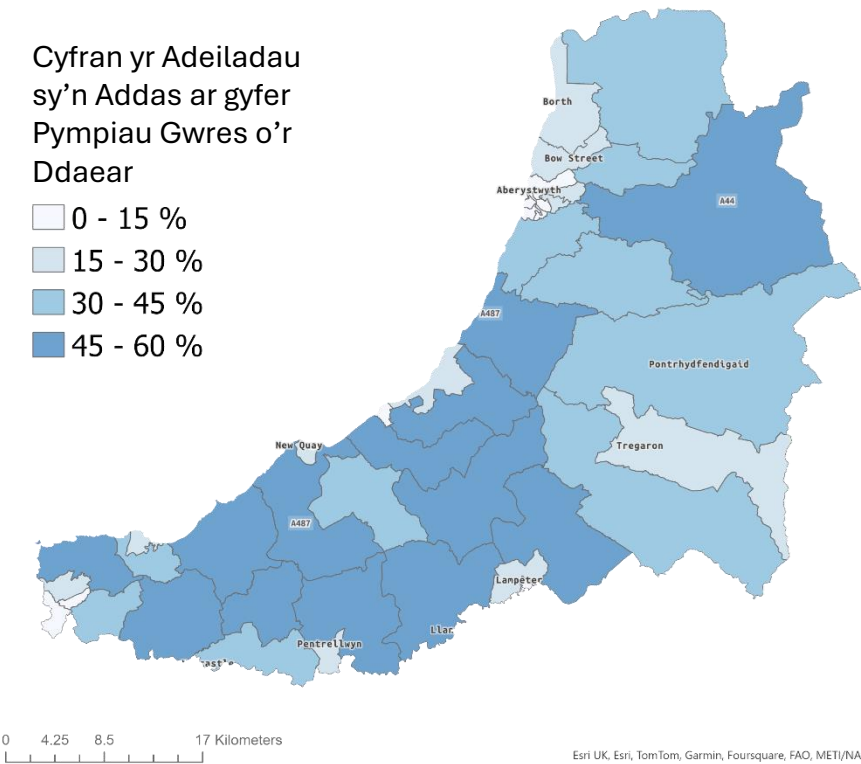 Cyfran yr Adeiladau
sy'n Addas ar gyfer
Pympiau Gwres o'r
Ddaear
0 - 15 %
15 - 30 %
30 - 45 %
45 - 60 %
Borth
Bow Street
Aberystwyth
A44
A487
Pontrhydfendigaid
New Quay
Tregaron
A487
Lampeter
Llar
Pentrellwyn
0 4.25 8.5 17 Kilometers
Esri UK, Esri, TomTom, Garmin, Foursquare, FAO, METI/NA